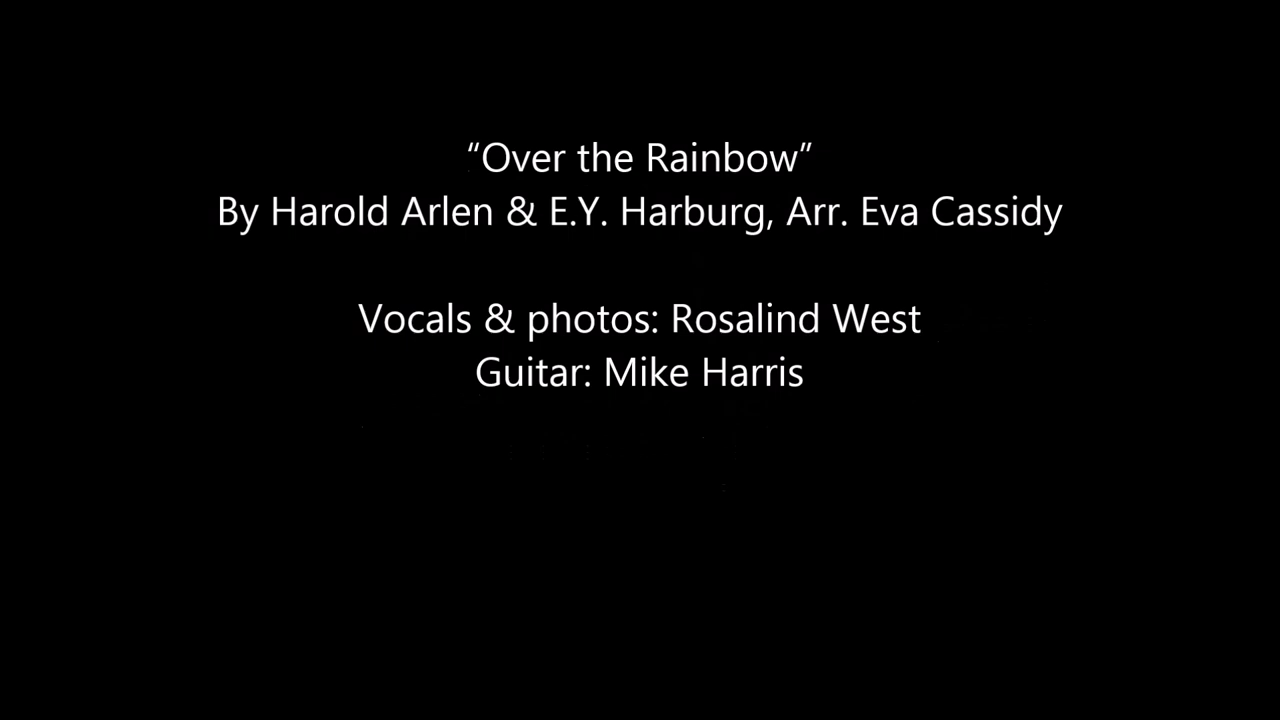 “Over the Rainbow”
By Harold Arlen & E.Y. Harburg, Arr. Eva Cassidy
Vocals & photos: Rosalind West
Guitar: Mike Harris